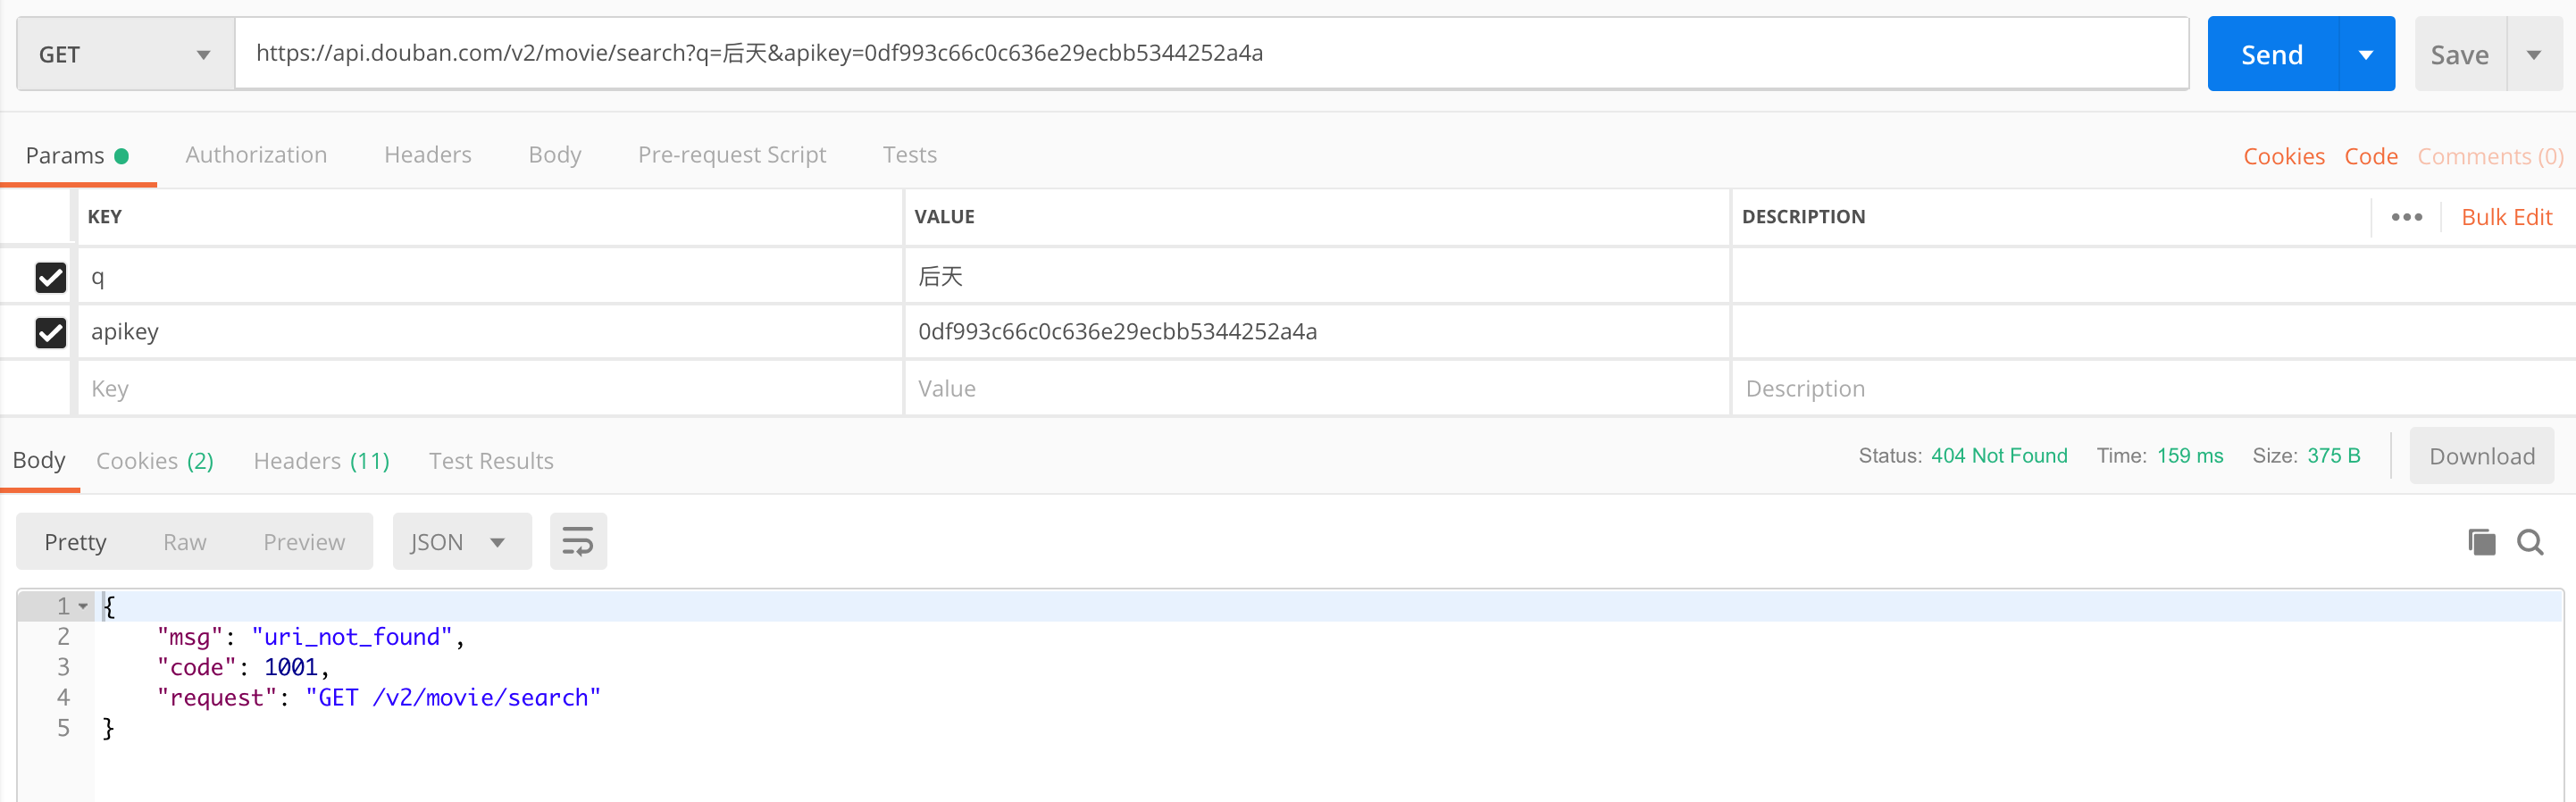 GET https://api.douban.com/v2/movie/search?q=后天&apikey=0df993c66c0c636e29ecbb5344252a4a Send Save
Params Authorization Headers Body Pre-request Script Tests Cookies Code Comments (0)
KEY VALUE DESCRIPTION ••• Bulk Edit
q 后天
apikey 0df993c66c0c636e29ecbb5344252a4a
Key Value Description
Body Cookies (2) Headers (11) Test Results Status: 404 Not Found Time: 159 ms Size: 375 B Download
Pretty Raw Preview JSON
1 {
2 "msg": "uri_not_found",
3 "code": 1001,
4 "request": "GET /v2/movie/search"
5 }